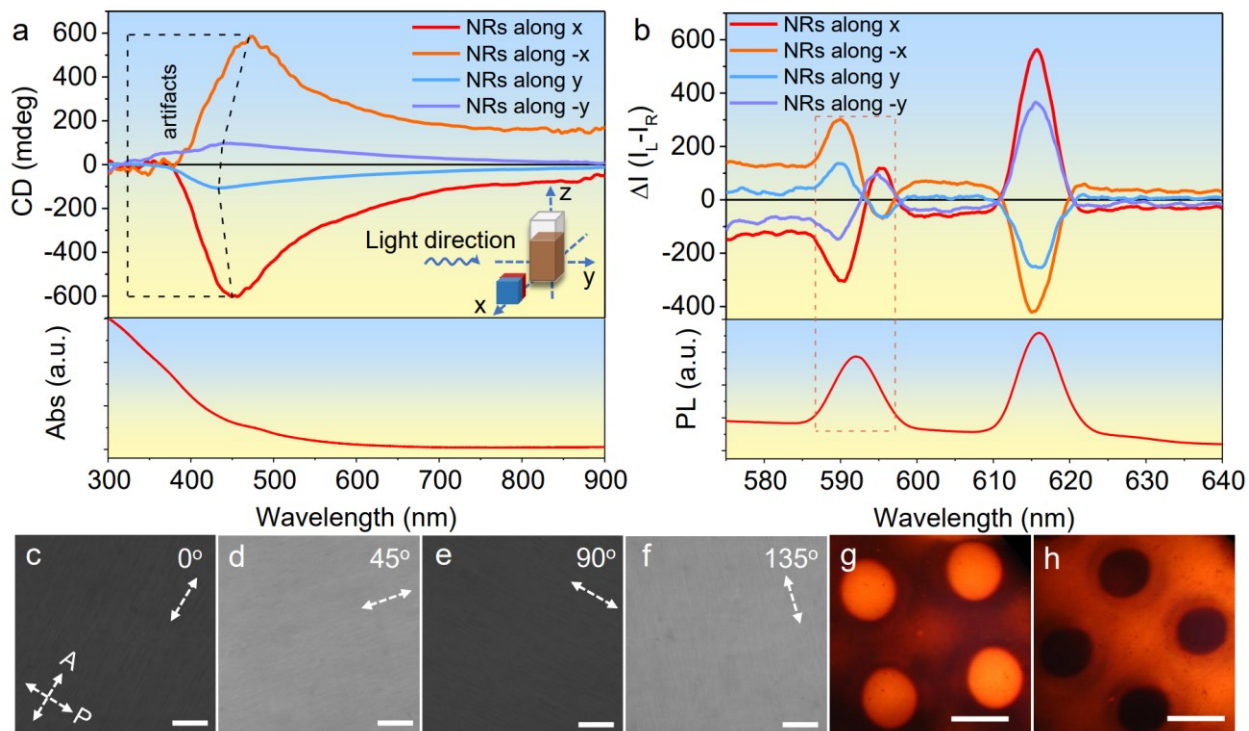 a
600
400
200
0
-200
-400
-600
CD (mdeg)
artifacts
NRs along x
NRs along -x
NRs along y
NRs along -y
Light direction
z
y
x
Abs (a.u.)
300 400 500 600 700 800 900
Wavelength (nm)
b
600
400
200
0
-200
-400
ΔI (I_L-I_R)
NRs along x
NRs along -x
NRs along y
NRs along -y
PL (a.u.)
580 590 600 610 620 630 640
Wavelength (nm)
c 0°
A
P
d 45°
e 90°
f 135°
g
h